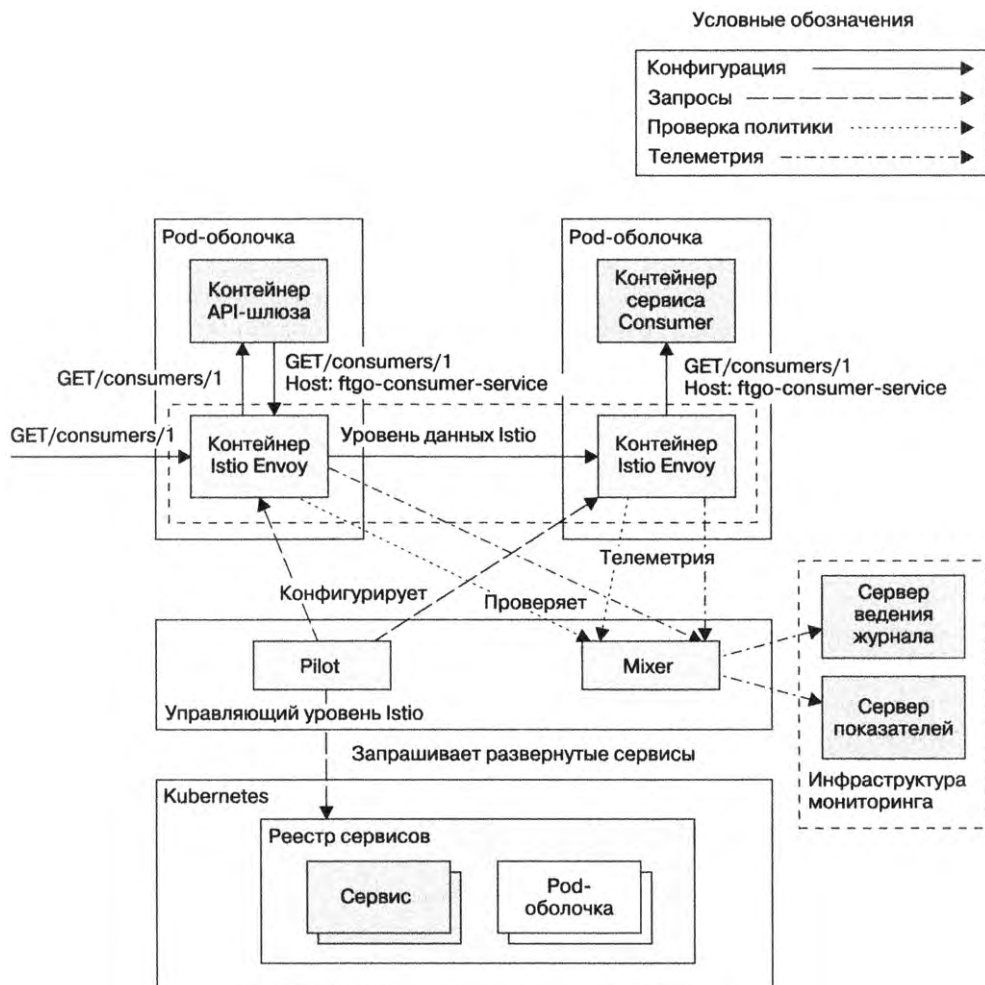 Условные обозначения
Конфигурация
Запросы
Проверка политики
Телеметрия
Pod-оболочка
Контейнер
API-шлюза
Pod-оболочка
Контейнер
сервиса
Consumer
GET/consumers/1
GET/consumers/1
Host: ftgo-consumer-service
GET/consumers/1
Host: ftgo-consumer-service
GET/consumers/1
Контейнер
Istio Envoy
Уровень данных Istio
Контейнер
Istio Envoy
Конфигурирует
Проверяет
Телеметрия
Pilot
Mixer
Управляющий уровень Istio
Сервер
ведения
журнала
Сервер
показателей
Инфраструктура
мониторинга
Запрашивает развернутые сервисы
Kubernetes
Реестр сервисов
Сервис
Pod-
оболочка